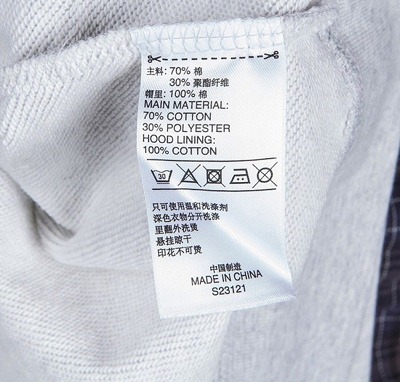 主料: 70% 棉
30% 聚酯纤维
帽里: 100% 棉
MAIN MATERIAL:
70% COTTON
30% POLYESTER
HOOD LINING:
100% COTTON
30
只可使用温和洗涤剂
深色衣物分开洗涤
里翻外洗烫
悬挂晾干
印花不可烫
中国制造
MADE IN CHINA
S23121